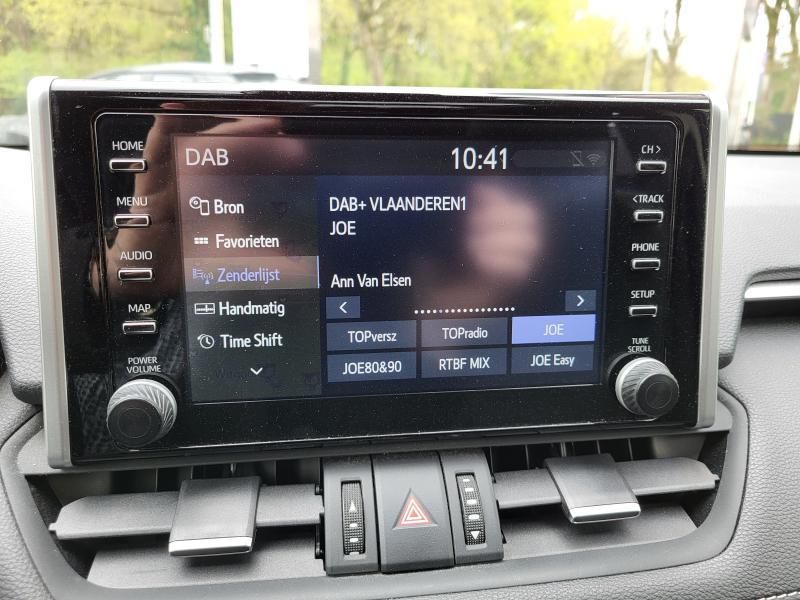 HOME
MENU
AUDIO
MAP
POWER
VOLUME
DAB
10:41
Bron
Favorieten
Zenderlijst
Handmatig
Time Shift
DAB+ VLAANDEREN1
JOE
Ann Van Elsen
TOPversz
TOPradio
JOE
JOE80&90
RTBF MIX
JOE Easy
CH >
< TRACK
PHONE
SETUP
TUNE
SCROLL